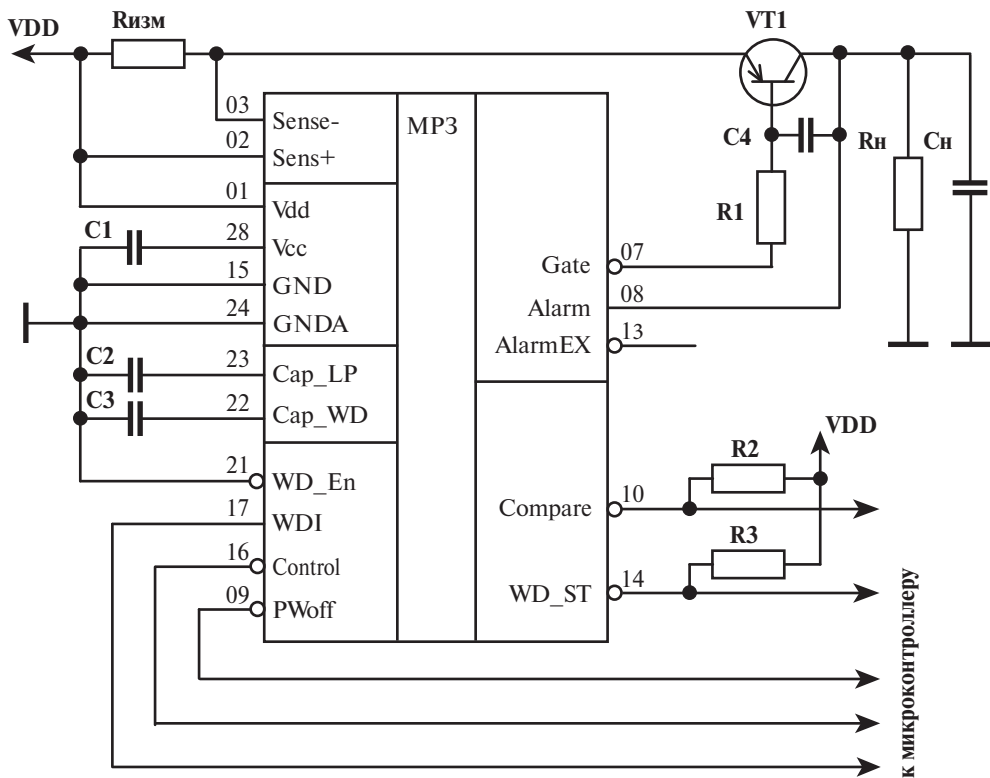 VDD
Rизм
VT1
03
Sense-
МРЗ
02
Sens+
C4
Rн
Cн
01
Vdd
R1
C1
28
Vcc
15
GND
Gate
07
24
GNDA
Alarm
08
AlarmEX
13
C2
23
Cap_LP
C3
22
Cap_WD
VDD
21
WD_En
R2
17
WDI
Compare
10
16
Control
R3
09
PWoff
WD_ST
14
к микроконтроллеру